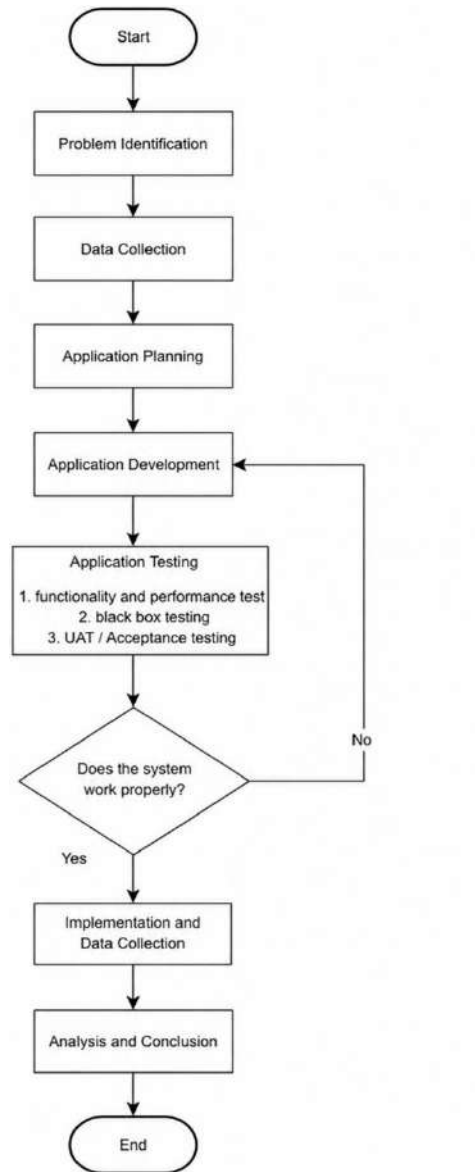 Start
Problem Identification
Data Collection
Application Planning
Application Development
Application Testing
1. functionality and performance test
2. black box testing
3. UAT / Acceptance testing
Does the system
work properly?
No
Yes
Implementation and
Data Collection
Analysis and Conclusion
End